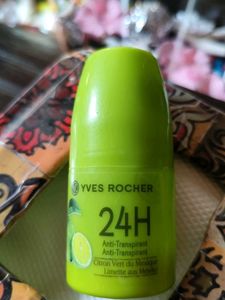 YVES ROCHER
24H
Anti-Transpirant
Anti-Transpirant
Citron Vert du Mexique
Limette aus Mexiko